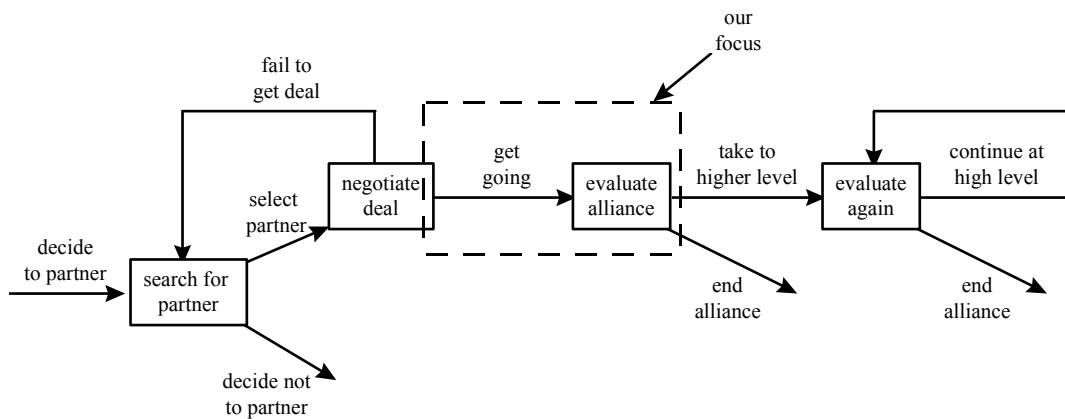 our
focus
fail to
get deal
get
going
take to
higher level
continue at
high level
negotiate
deal
evaluate
alliance
evaluate
again
select
partner
decide
to partner
search for
partner
end
alliance
end
alliance
decide not
to partner